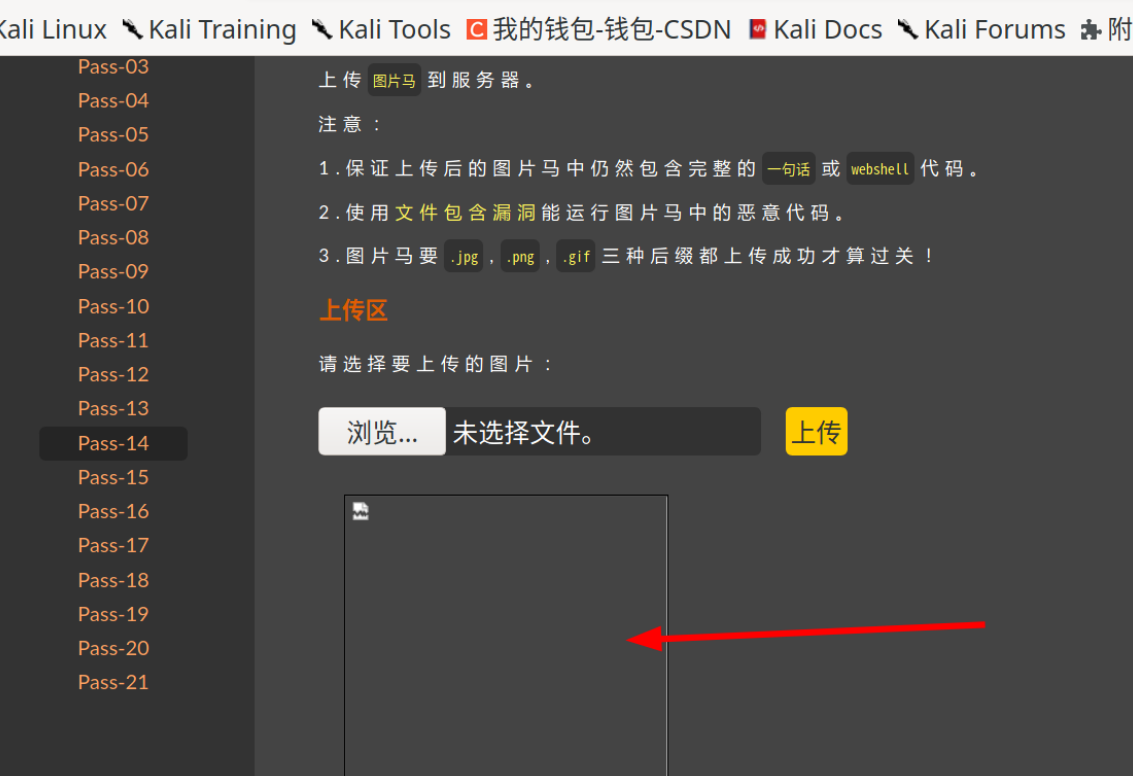 Kali Linux Kali Training Kali Tools 我的钱包-钱包-CSDN Kali Docs Kali Forums 附
Pass-03
Pass-04
Pass-05
Pass-06
Pass-07
Pass-08
Pass-09
Pass-10
Pass-11
Pass-12
Pass-13
Pass-14
Pass-15
Pass-16
Pass-17
Pass-18
Pass-19
Pass-20
Pass-21
上传 图片马 到服务器。
注意：
1.保证上传后的图片马中仍然包含完整的 一句话 或 webshell 代码。
2.使用文件包含漏洞能运行图片马中的恶意代码。
3.图片马要 .jpg , .png , .gif 三种后缀都上传成功才算过关！
上传区
请选择要上传的图片：
浏览... 未选择文件。 上传